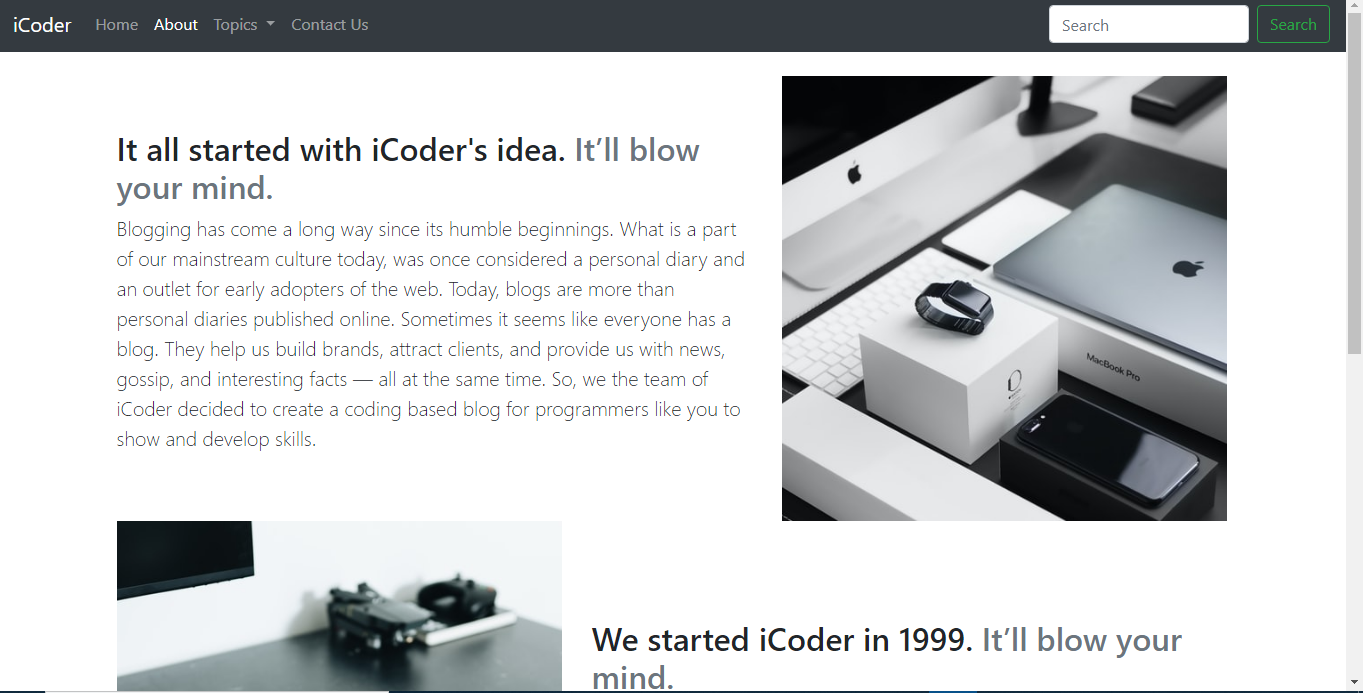 iCoder Home About Topics Contact Us Search Search
It all started with iCoder's idea. It’ll blow
your mind.
Blogging has come a long way since its humble beginnings. What is a part
of our mainstream culture today, was once considered a personal diary and
an outlet for early adopters of the web. Today, blogs are more than
personal diaries published online. Sometimes it seems like everyone has a
blog. They help us build brands, attract clients, and provide us with news,
gossip, and interesting facts — all at the same time. So, we the team of
iCoder decided to create a coding based blog for programmers like you to
show and develop skills.
MacBook Pro
We started iCoder in 1999. It’ll blow your
mind.